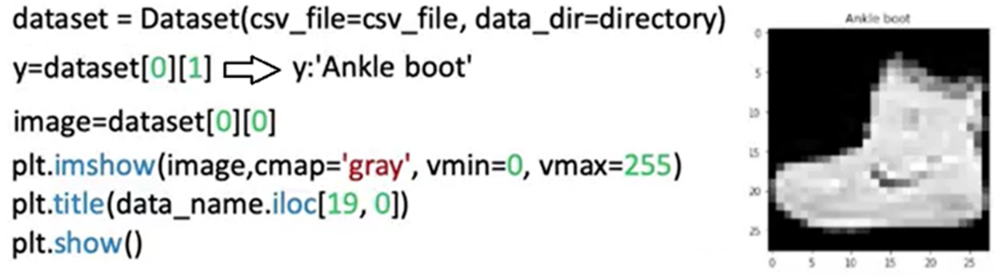 dataset = Dataset(csv_file=csv_file, data_dir=directory)
y=dataset[0][1] ⇨ y:'Ankle boot'
image=dataset[0][0]
plt.imshow(image,cmap='gray', vmin=0, vmax=255)
plt.title(data_name.iloc[19, 0])
plt.show()
Ankle boot
0
5
10
15
20
25
0 5 10 15 20 25